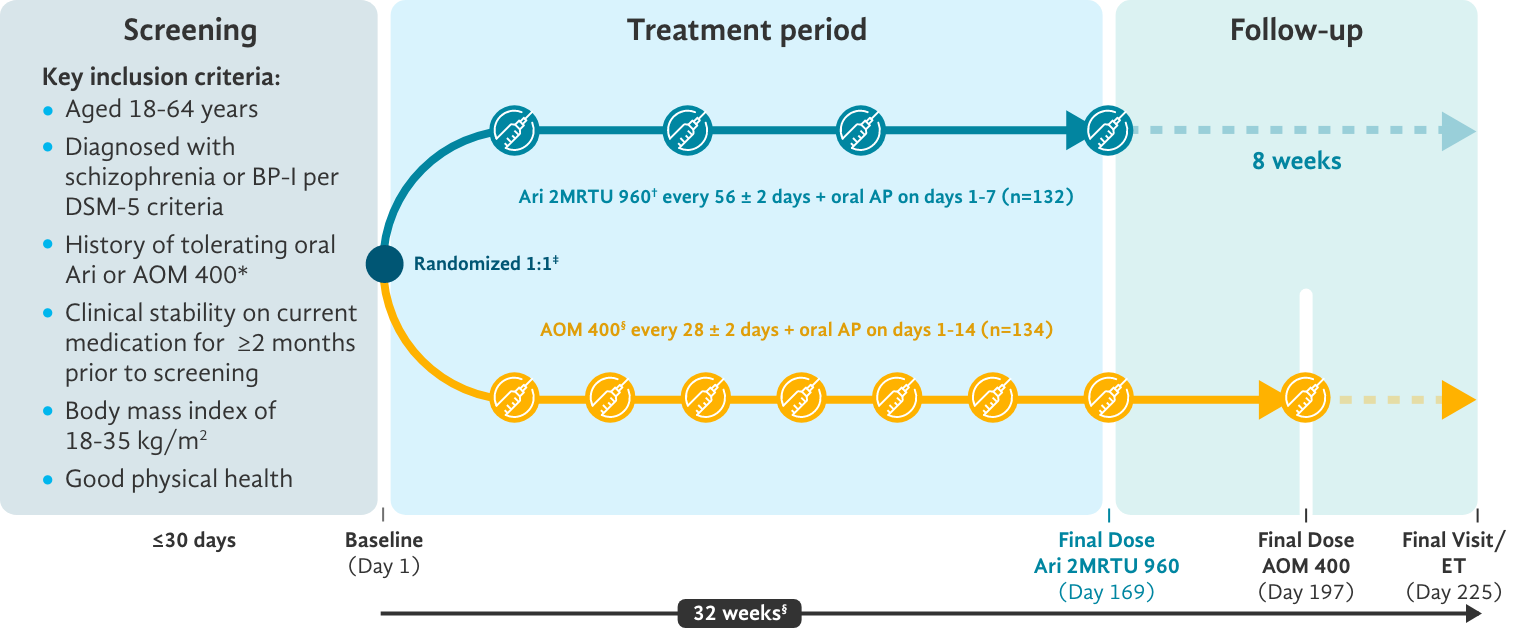 Screening
Key inclusion criteria:
Aged 18-64 years
Diagnosed with
schizophrenia or BP-I per
DSM-5 criteria
History of tolerating oral
Ari or AOM 400*
Clinical stability on current
medication for ≥2 months
prior to screening
Body mass index of
18-35 kg/m²
Good physical health
≤30 days
Treatment period
Ari 2MRTU 960† every 56 ± 2 days + oral AP on days 1-7 (n=132)
Randomized 1:1‡
AOM 400§ every 28 ± 2 days + oral AP on days 1-14 (n=134)
Follow-up
8 weeks
Baseline
(Day 1)
Final Dose
Ari 2MRTU 960
(Day 169)
Final Dose
AOM 400
(Day 197)
Final Visit/
ET
(Day 225)
32 weeks§